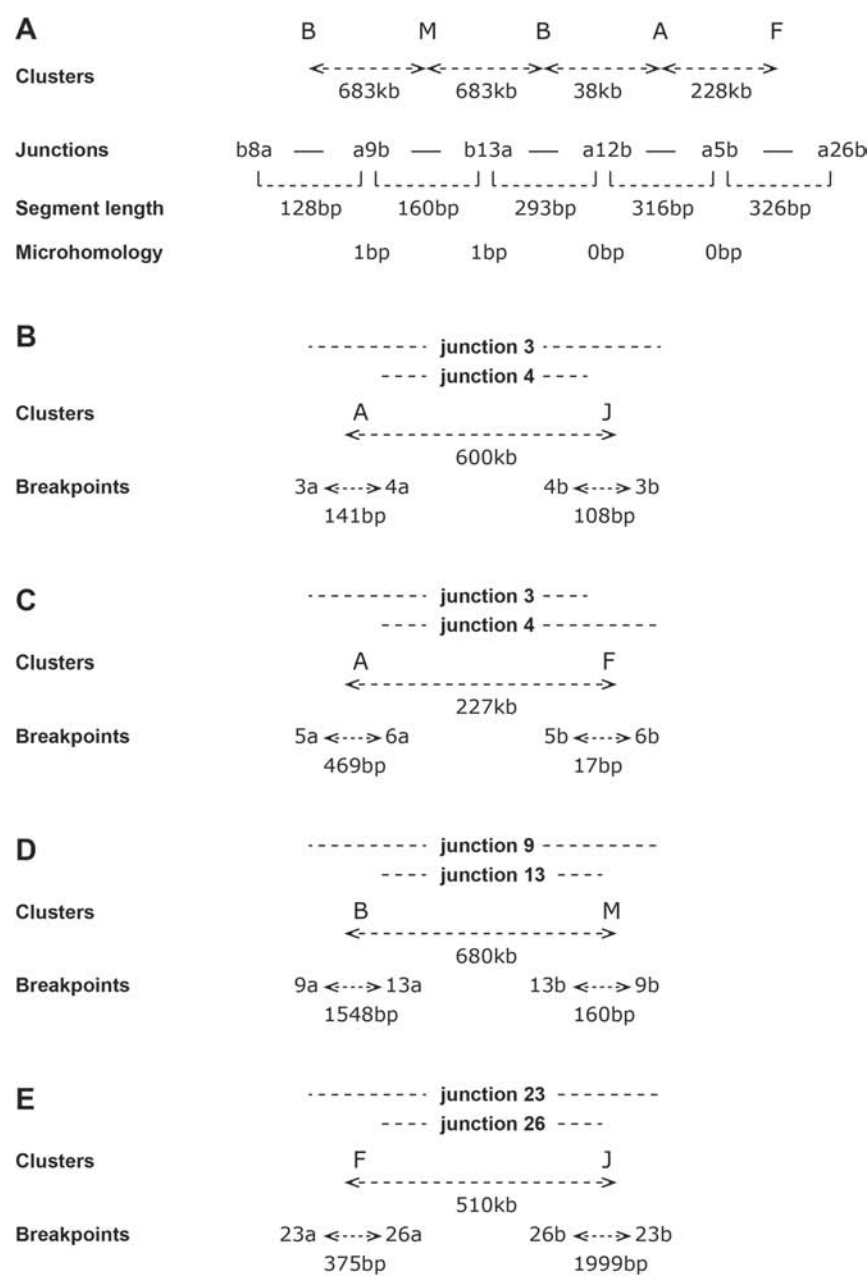 A B M B A F
Clusters
683kb 683kb 38kb 228kb
Junctions b8a a9b b13a a12b a5b a26b
Segment length 128bp 160bp 293bp 316bp 326bp
Microhomology 1bp 1bp 0bp 0bp
B
junction 3
junction 4
Clusters A J
600kb
Breakpoints 3a 4a 4b 3b
141bp 108bp
C
junction 3
junction 4
Clusters A F
227kb
Breakpoints 5a 6a 5b 6b
469bp 17bp
D
junction 9
junction 13
Clusters B M
680kb
Breakpoints 9a 13a 13b 9b
1548bp 160bp
E
junction 23
junction 26
Clusters F J
510kb
Breakpoints 23a 26a 26b 23b
375bp 1999bp